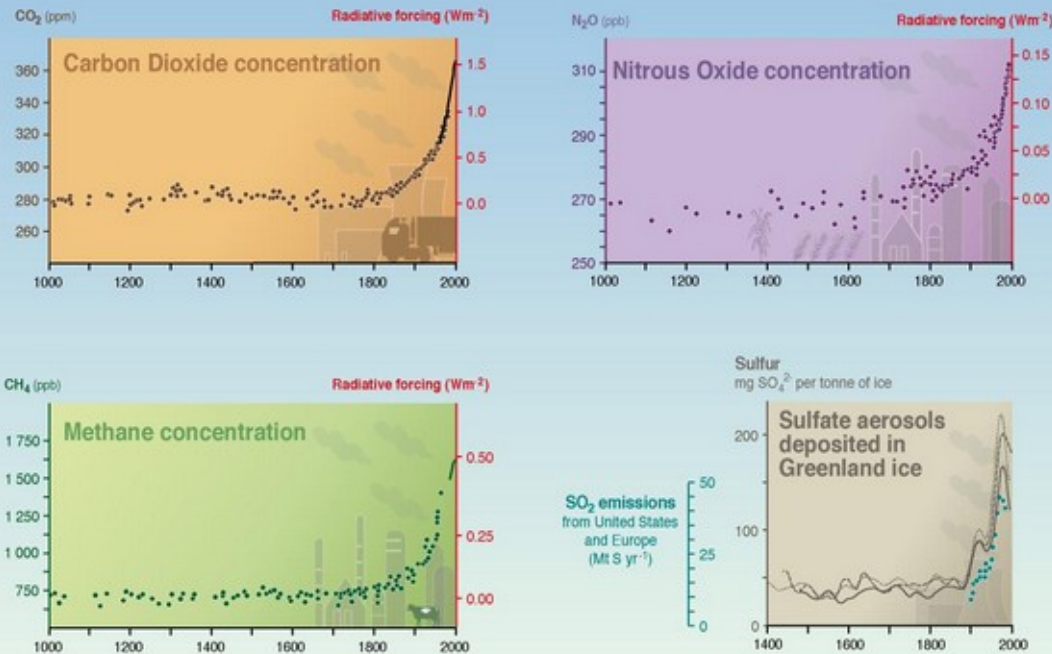 CO₂ (ppm)
Radiative forcing (Wm⁻²)
Carbon Dioxide concentration
360
340
320
300
280
260
1.5
1.0
0.5
0.0
1000 1200 1400 1600 1800 2000
N₂O (ppb)
Radiative forcing (Wm⁻²)
Nitrous Oxide concentration
310
290
270
250
0.15
0.10
0.05
0.00
1000 1200 1400 1600 1800 2000
CH₄ (ppb)
Radiative forcing (Wm⁻²)
Methane concentration
1 750
1 500
1 250
1 000
750
0.50
0.25
0.00
1000 1200 1400 1600 1800 2000
Sulfur
mg SO₄²⁻ per tonne of ice
Sulfate aerosols
deposited in
Greenland ice
200
100
0
SO₂ emissions
from United States
and Europe
(Mt S yr⁻¹)
50
25
0
1400 1600 1800 2000